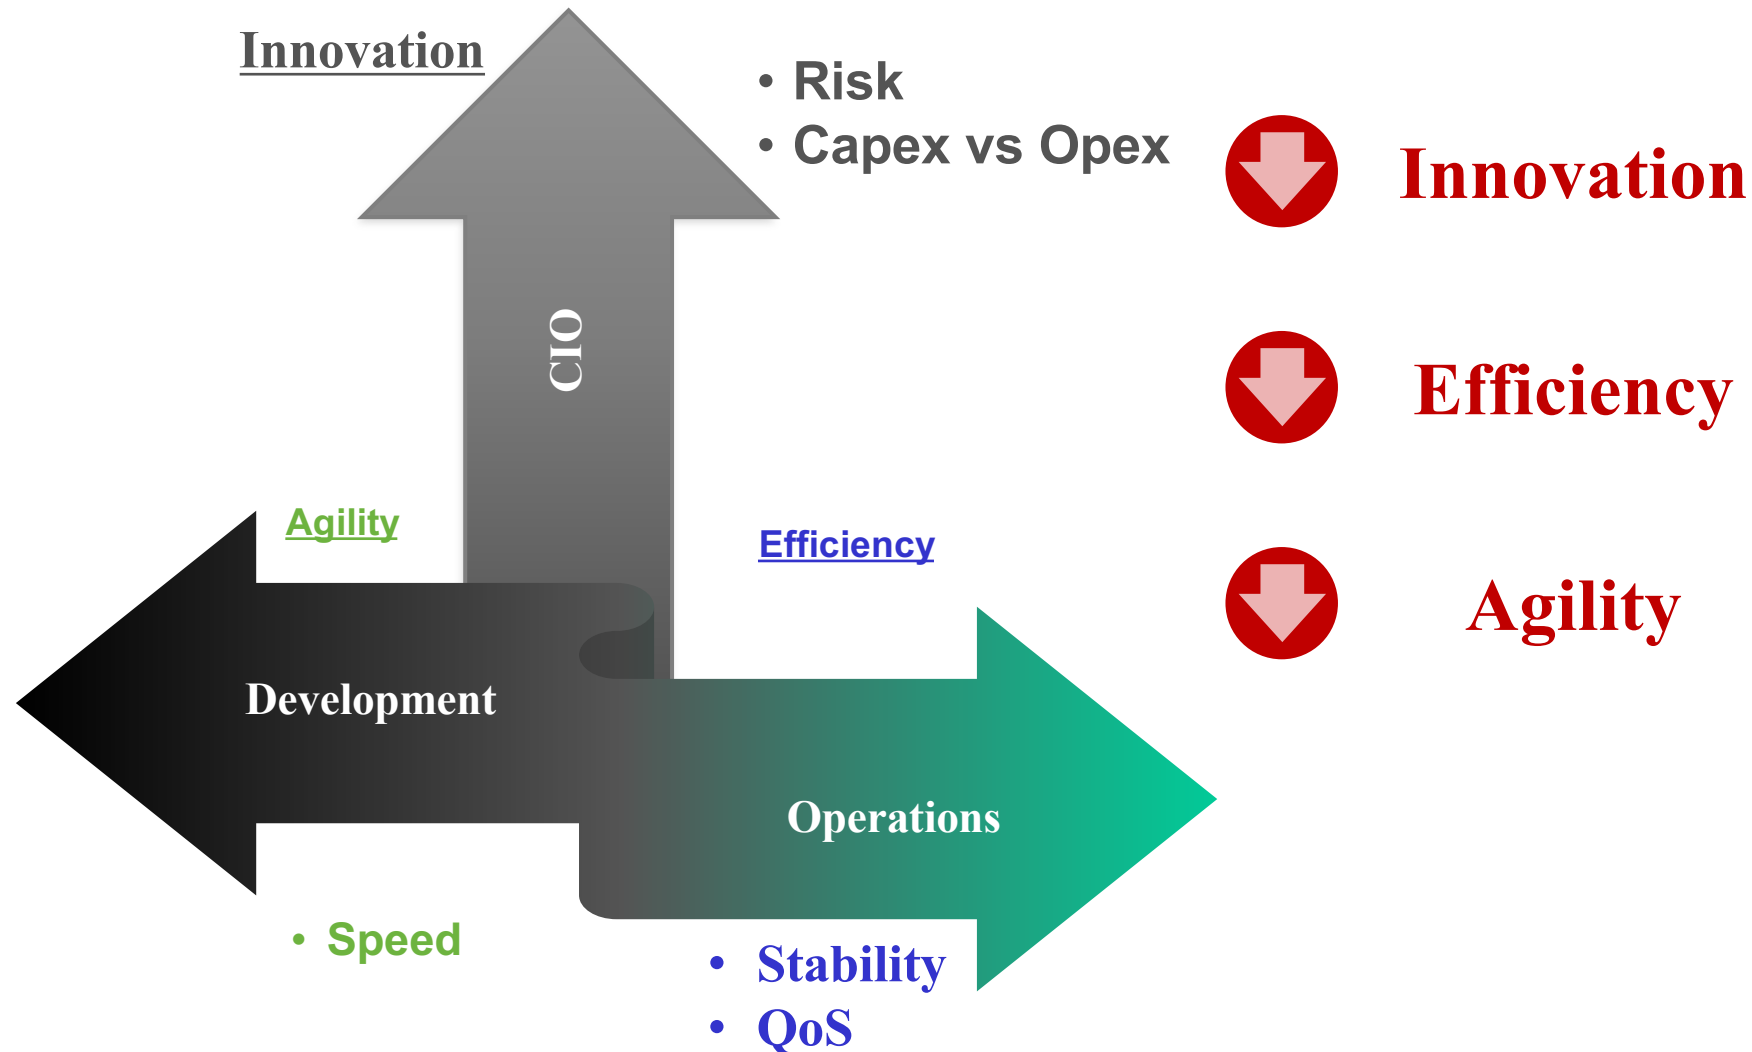 Innovation
• Risk
• Capex vs Opex
CIO
Agility
Efficiency
Development
Operations
• Speed
• Stability
• QoS
Innovation
Efficiency
Agility